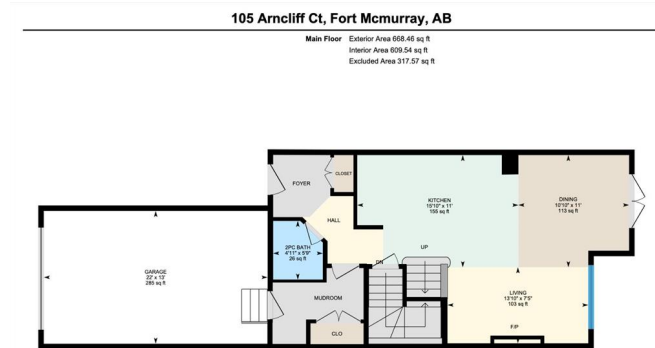 105 Arncliff Ct, Fort Mcmurray, AB
Main Floor Exterior Area 668.46 sq ft
Interior Area 609.54 sq ft
Excluded Area 317.57 sq ft
FOYER
CLOSET
KITCHEN
15'10" x 11'
155 sq ft
DINING
10'10" x 11'
113 sq ft
HALL
2PC BATH
4'11" x 5'9"
26 sq ft
UP
DN
GARAGE
22' x 13'
285 sq ft
MUDROOM
LIVING
13'10" x 7'5"
103 sq ft
CLO
F/P